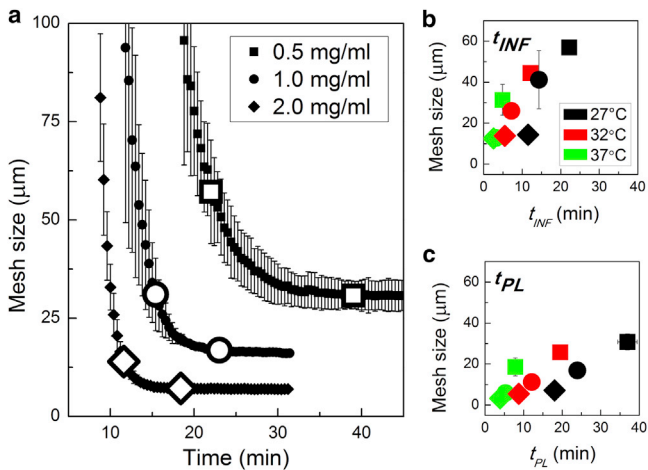 a
100
75
50
25
0
Mesh size (μm)
10 20 30 40
Time (min)
0.5 mg/ml
1.0 mg/ml
2.0 mg/ml
b
tINF
60
40
20
0
Mesh size (μm)
27°C
32°C
37°C
0 10 20 30 40
tINF (min)
c
tPL
60
40
20
0
Mesh size (μm)
0 10 20 30 40
tPL (min)